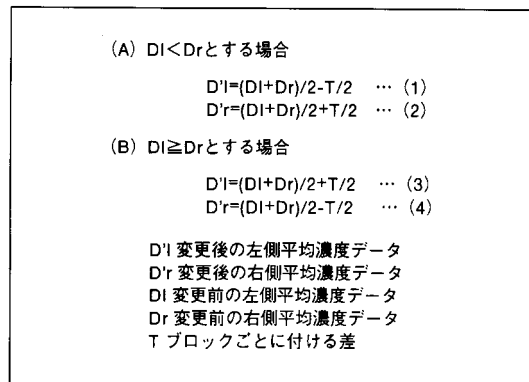 (A) Dl<Drとする場合
D'l=(Dl+Dr)/2-T/2 … (1)
D'r=(Dl+Dr)/2+T/2 … (2)
(B) Dl≧Drとする場合
D'l=(Dl+Dr)/2+T/2 … (3)
D'r=(Dl+Dr)/2-T/2 … (4)
D'l 変更後の左側平均濃度データ
D'r 変更後の右側平均濃度データ
Dl 変更前の左側平均濃度データ
Dr 変更前の右側平均濃度データ
T ブロックごとに付ける差